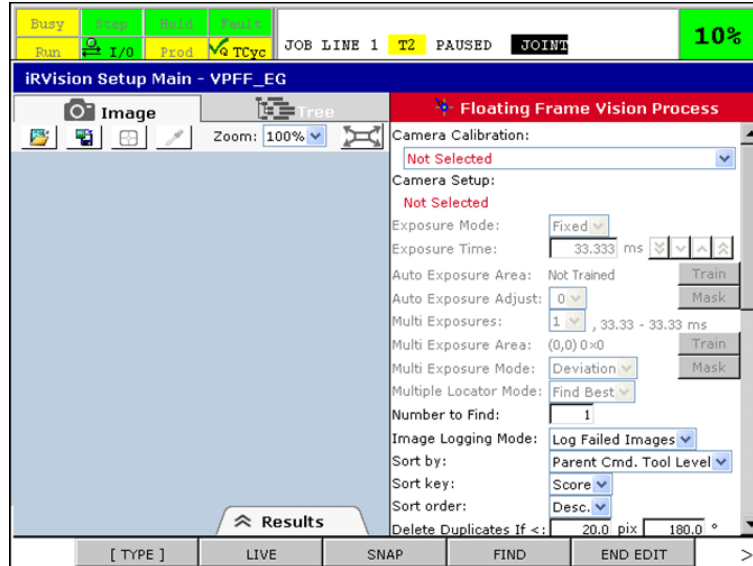 Busy Step Hold Fault
Run I/O Prod TCyc JOB LINE 1 T2 PAUSED JOINT 10%
iRVision Setup Main - VPFF_EG
Image Tree Floating Frame Vision Process
Zoom: 100%
Camera Calibration:
Not Selected
Camera Setup:
Not Selected
Exposure Mode: Fixed
Exposure Time: 33.333 ms
Auto Exposure Area: Not Trained Train
Auto Exposure Adjust: 0 Mask
Multi Exposures: 1 , 33.33 - 33.33 ms
Multi Exposure Area: (0,0) 0×0 Train
Multi Exposure Mode: Deviation Mask
Multiple Locator Mode: Find Best
Number to Find: 1
Image Logging Mode: Log Failed Images
Sort by: Parent Cmd. Tool Level
Sort key: Score
Sort order: Desc.
Results
Delete Duplicates If <: 20.0 pix 180.0 °
[ TYPE ] LIVE SNAP FIND END EDIT >